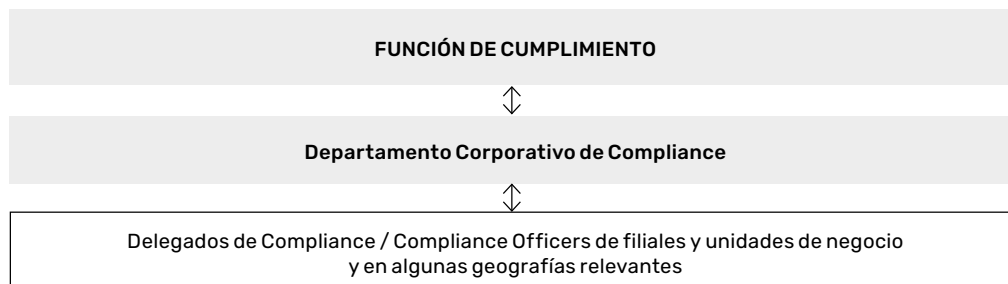 FUNCIÓN DE CUMPLIMIENTO
Departamento Corporativo de Compliance
Delegados de Compliance / Compliance Officers de filiales y unidades de negocio
y en algunas geografías relevantes